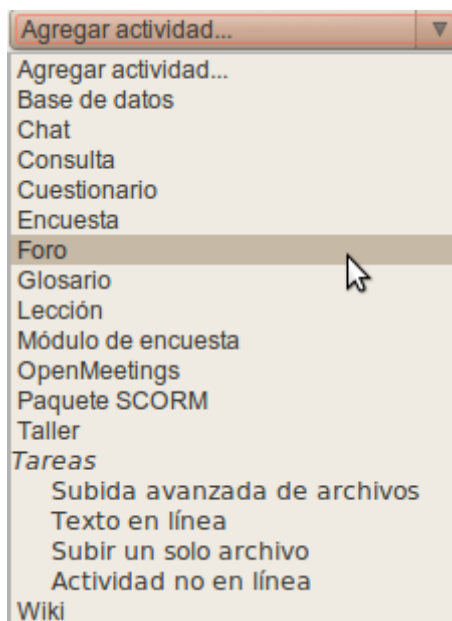 Agregar actividad...
Agregar actividad...
Base de datos
Chat
Consulta
Cuestionario
Encuesta
Foro
Glosario
Lección
Módulo de encuesta
OpenMeetings
Paquete SCORM
Taller
Tareas
Subida avanzada de archivos
Texto en línea
Subir un solo archivo
Actividad no en línea
Wiki